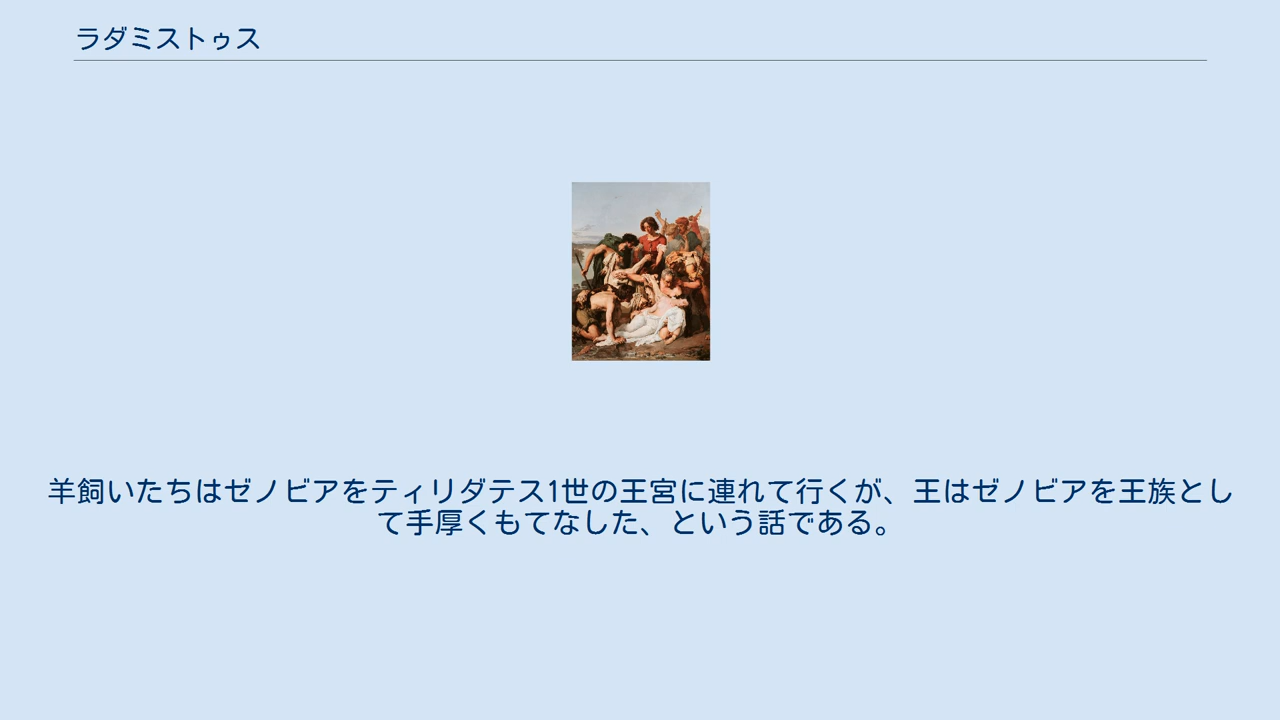 ラダミストゥス
羊飼いたちはゼノビアをティリダテス1世の王宮に連れて行くが、王はゼノビアを王族とし
て手厚くもてなした、という話である。